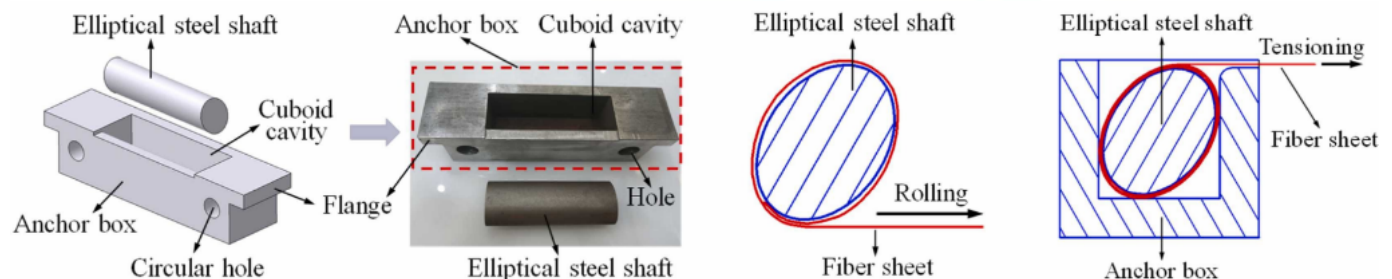 Elliptical steel shaft
Cuboid
cavity
Anchor box
Circular hole
Flange
Anchor box
Cuboid cavity
Hole
Elliptical steel shaft
Elliptical steel shaft
Rolling
Fiber sheet
Elliptical steel shaft
Tensioning
Fiber sheet
Anchor box